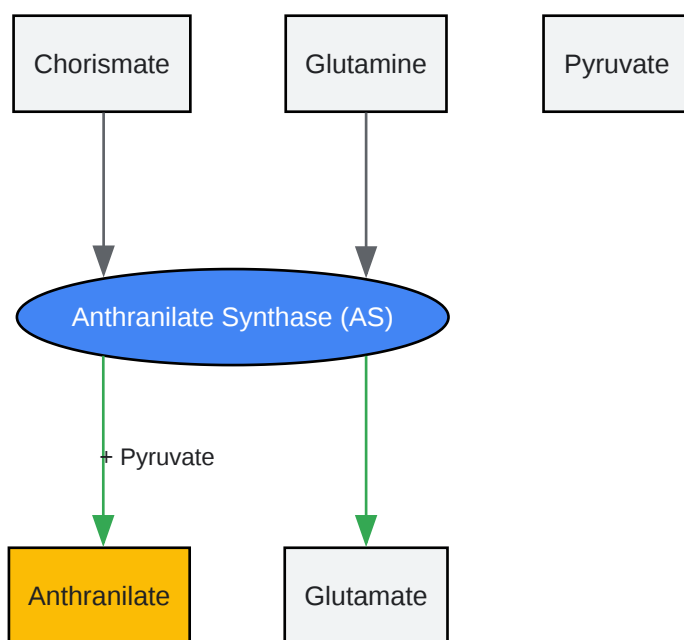 Chorismate
Glutamine
Pyruvate
Anthranilate Synthase (AS)
+ Pyruvate
Anthranilate
Glutamate